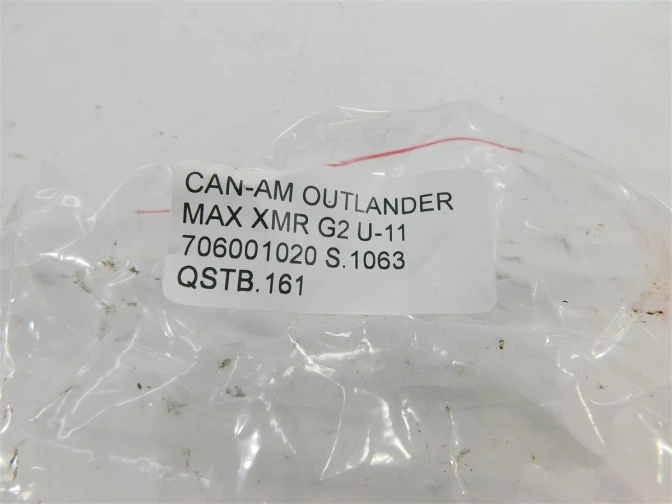 CAN-AM OUTLANDER
MAX XMR G2 U-11
706001020 S.1063
QSTB.161